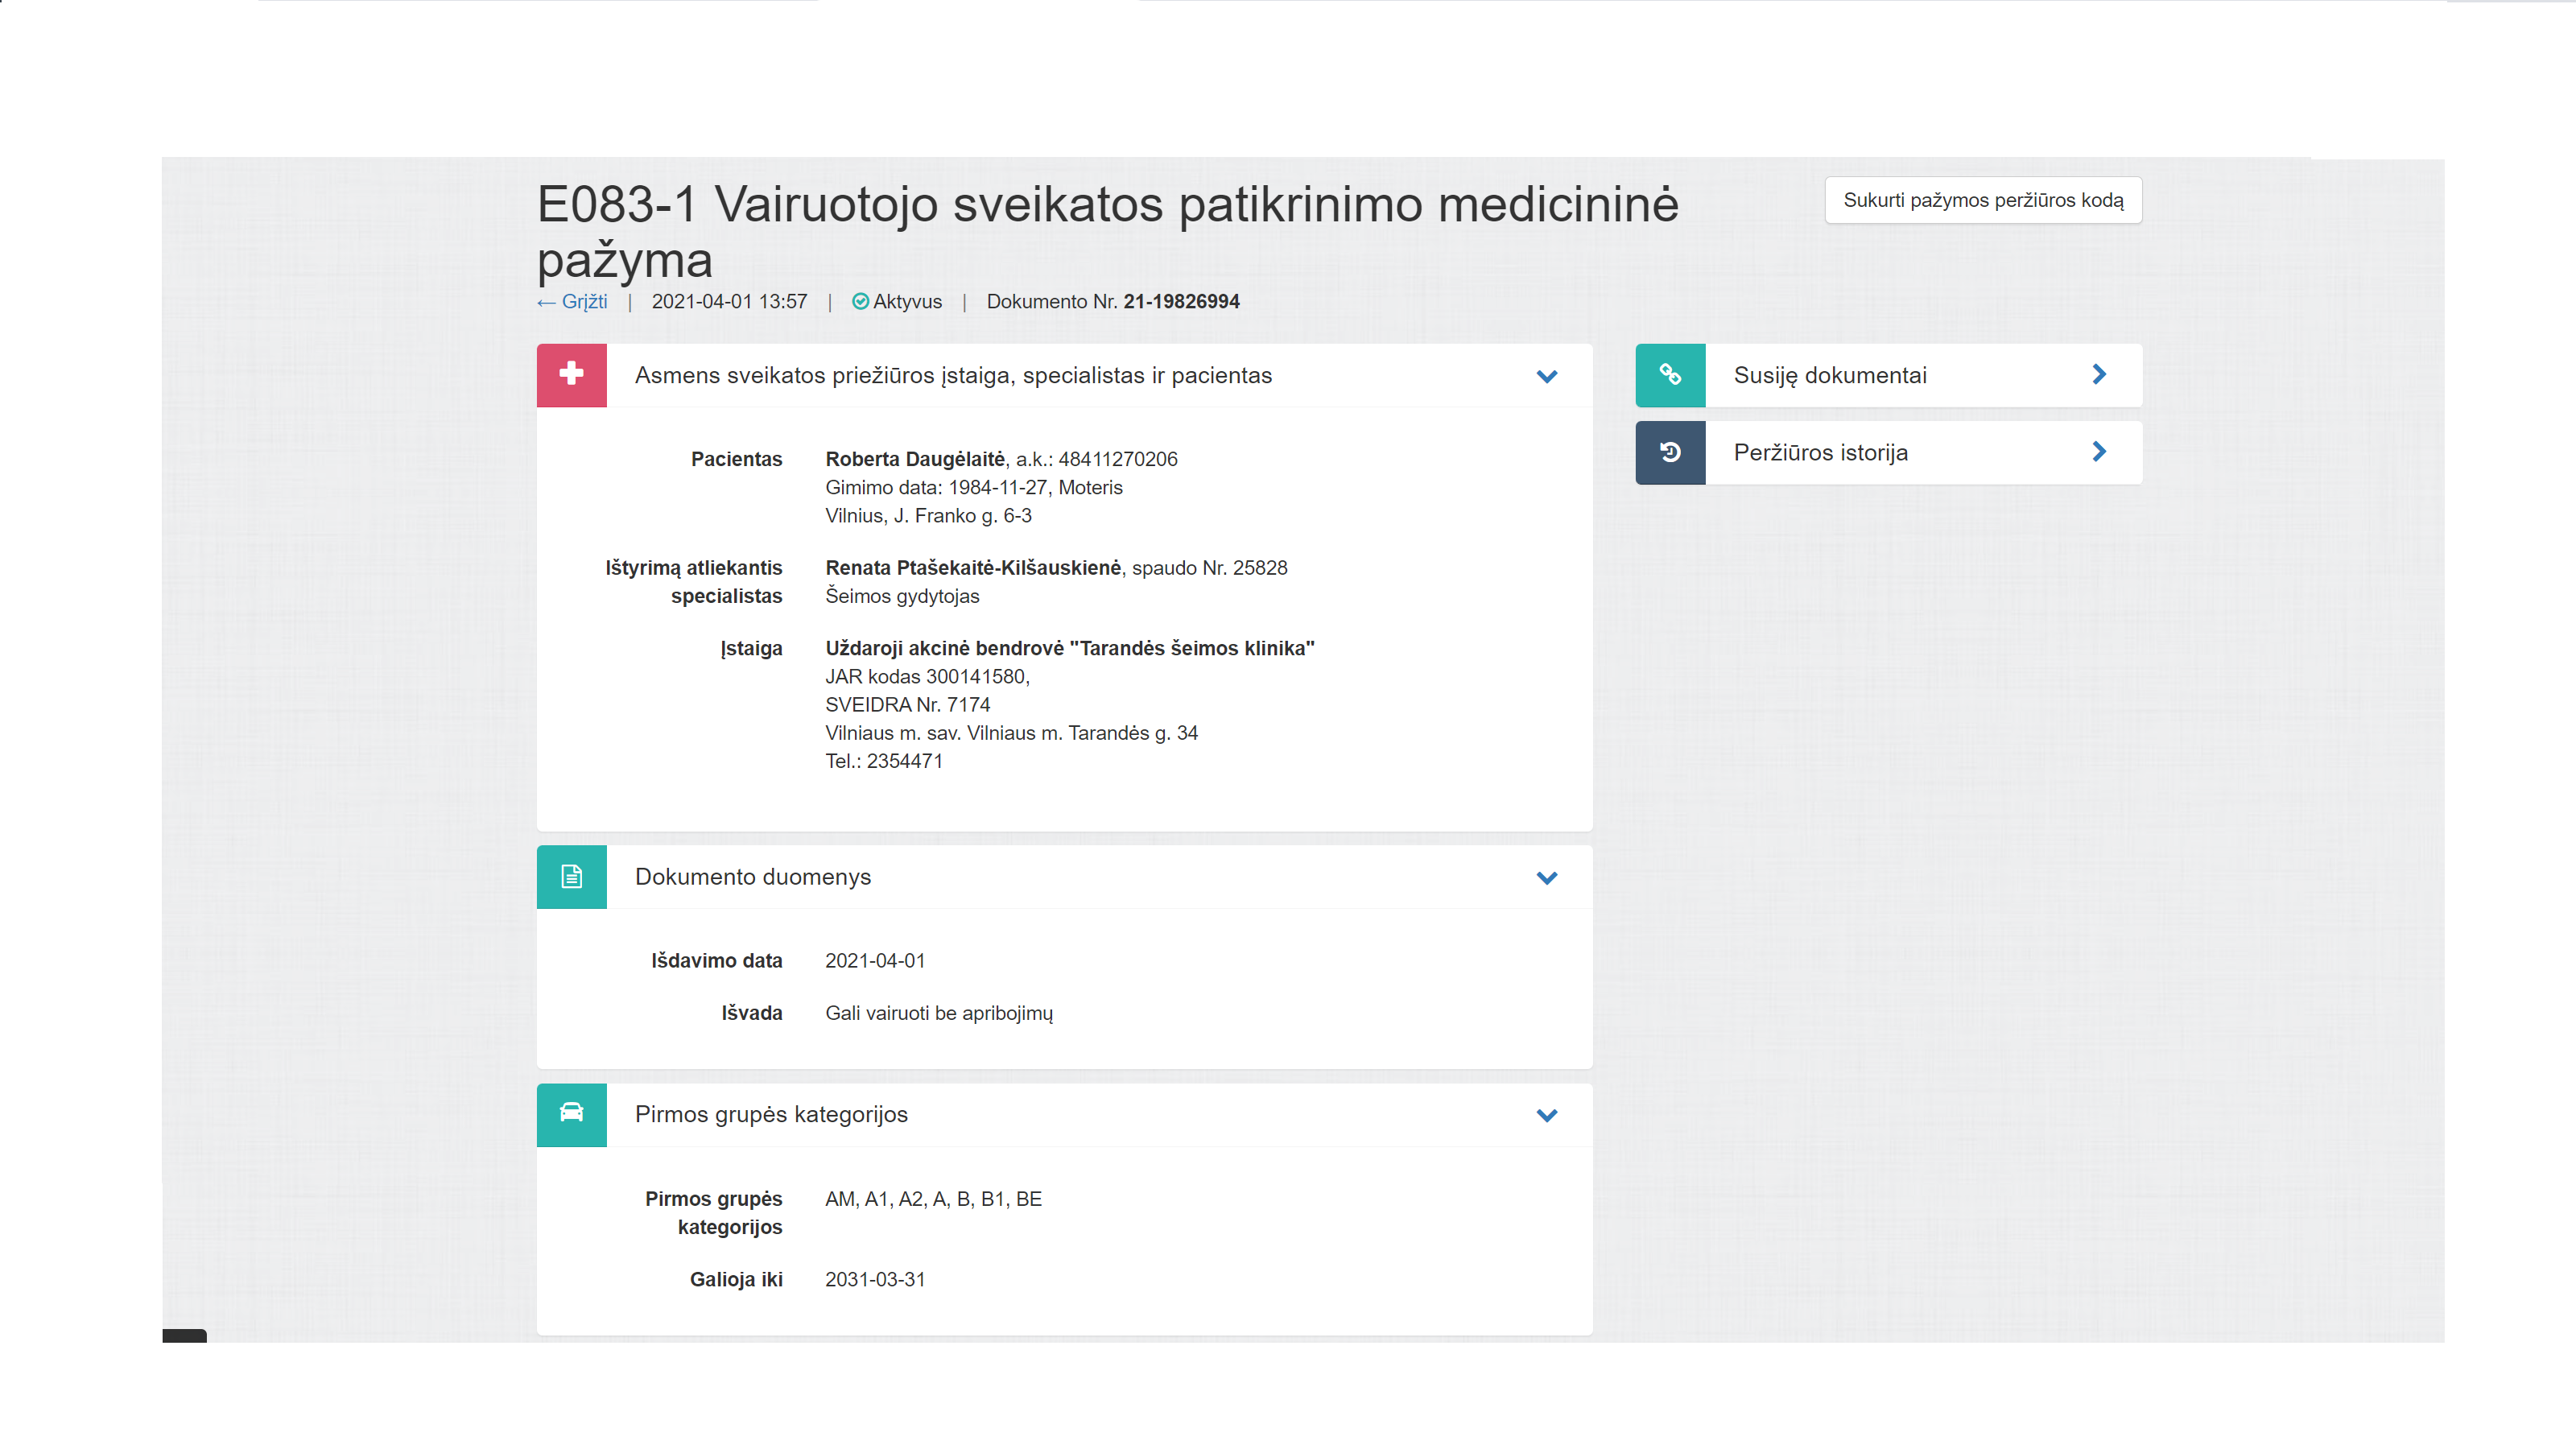 E083-1 Vairuotojo sveikatos patikrinimo medicininė
pažyma
Sukurti pažymos peržiūros kodą
← Grįžti | 2021-04-01 13:57 | Aktyvus | Dokumento Nr. 21-19826994
Asmens sveikatos priežiūros įstaiga, specialistas ir pacientas
Pacientas Roberta Daugėlaitė, a.k.: 48411270206
Gimimo data: 1984-11-27, Moteris
Vilnius, J. Franko g. 6-3
Ištyrimą atliekantis Renata Ptašekaitė-Kilšauskienė, spaudo Nr. 25828
specialistas Šeimos gydytojas
Įstaiga Uždaroji akcinė bendrovė "Tarandės šeimos klinika"
JAR kodas 300141580,
SVEIDRA Nr. 7174
Vilniaus m. sav. Vilniaus m. Tarandės g. 34
Tel.: 2354471
Dokumento duomenys
Išdavimo data 2021-04-01
Išvada Gali vairuoti be apribojimų
Pirmos grupės kategorijos
Pirmos grupės AM, A1, A2, A, B, B1, BE
kategorijos
Galioja iki 2031-03-31
Susiję dokumentai
Peržiūros istorija